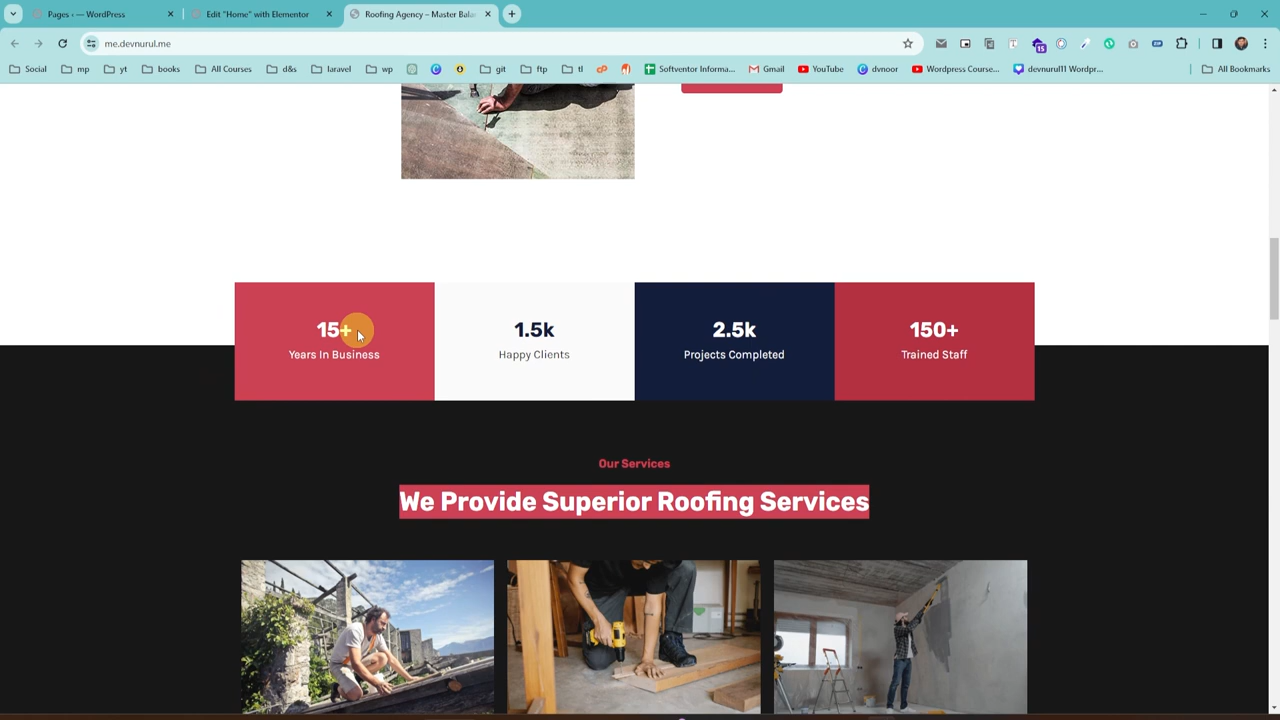 Pages ‹ — WordPress
Edit "Home" with Elementor
Roofing Agency – Master Bala
me.devnurul.me
15
Social
mp
yt
books
All Courses
d&s
laravel
wp
git
ftp
tl
Softventor Informa...
Gmail
YouTube
dvnoor
Wordpress Course...
devnurul11 Wordpr...
All Bookmarks
15+
Years In Business
1.5k
Happy Clients
2.5k
Projects Completed
150+
Trained Staff
Our Services
We Provide Superior Roofing Services